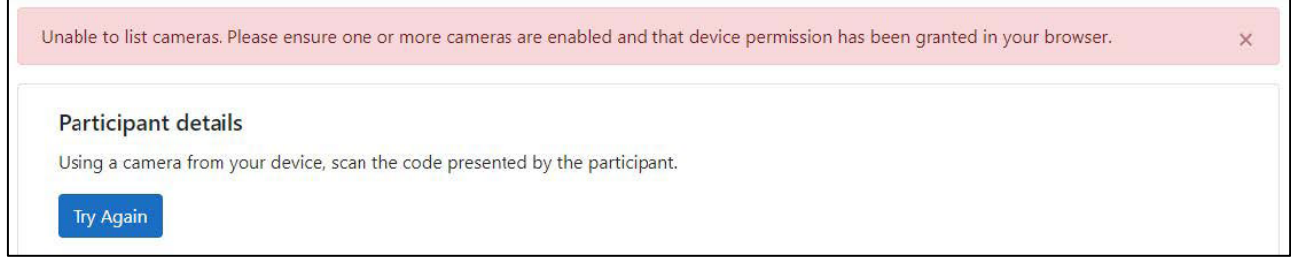 Unable to list cameras. Please ensure one or more cameras are enabled and that device permission has been granted in your browser. ×
Participant details
Using a camera from your device, scan the code presented by the participant.
Try Again